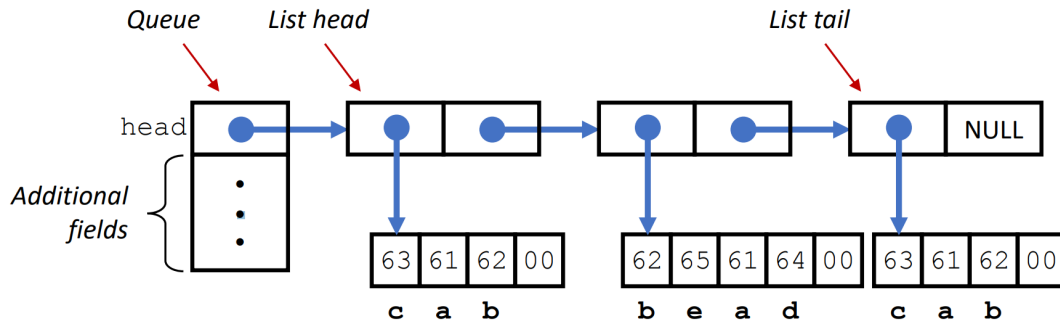 Queue List head List tail
head NULL
Additional
fields
63 61 62 00 62 65 61 64 00 63 61 62 00
c a b b e a d c a b